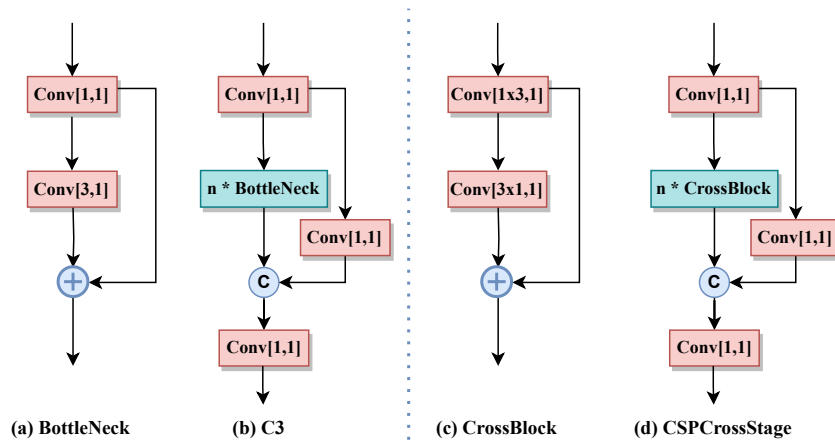 Conv[1,1]
Conv[3,1]
(a) BottleNeck
Conv[1,1]
n * BottleNeck
Conv[1,1]
C
Conv[1,1]
(b) C3
Conv[1x3,1]
Conv[3x1,1]
(c) CrossBlock
Conv[1,1]
n * CrossBlock
Conv[1,1]
C
Conv[1,1]
(d) CSPCrossStage